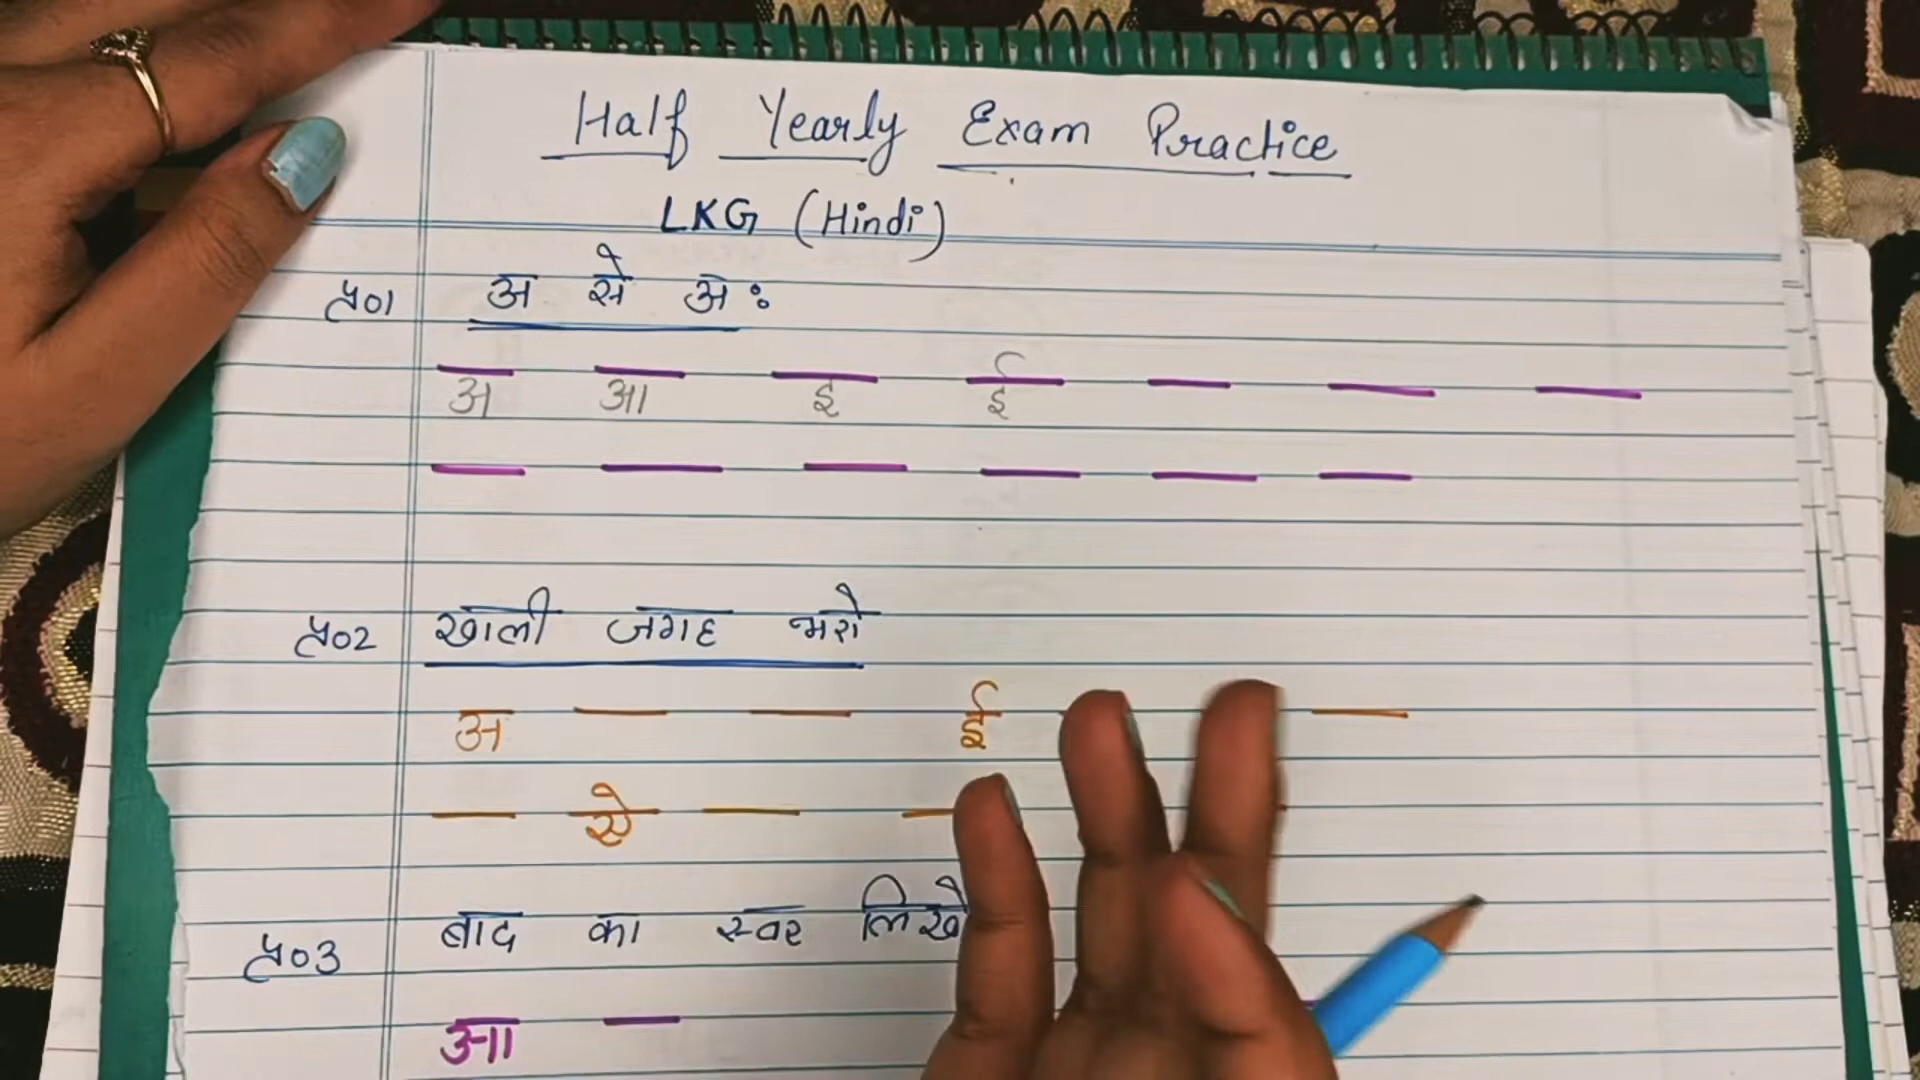 Half Yearly Exam Practice
LKG (Hindi)
प्र01 अ से अः
अ आ इ ई
प्र02 खाली जगह भरो
अ ई
से
प्र03 बाद का स्वर लिखो
आ